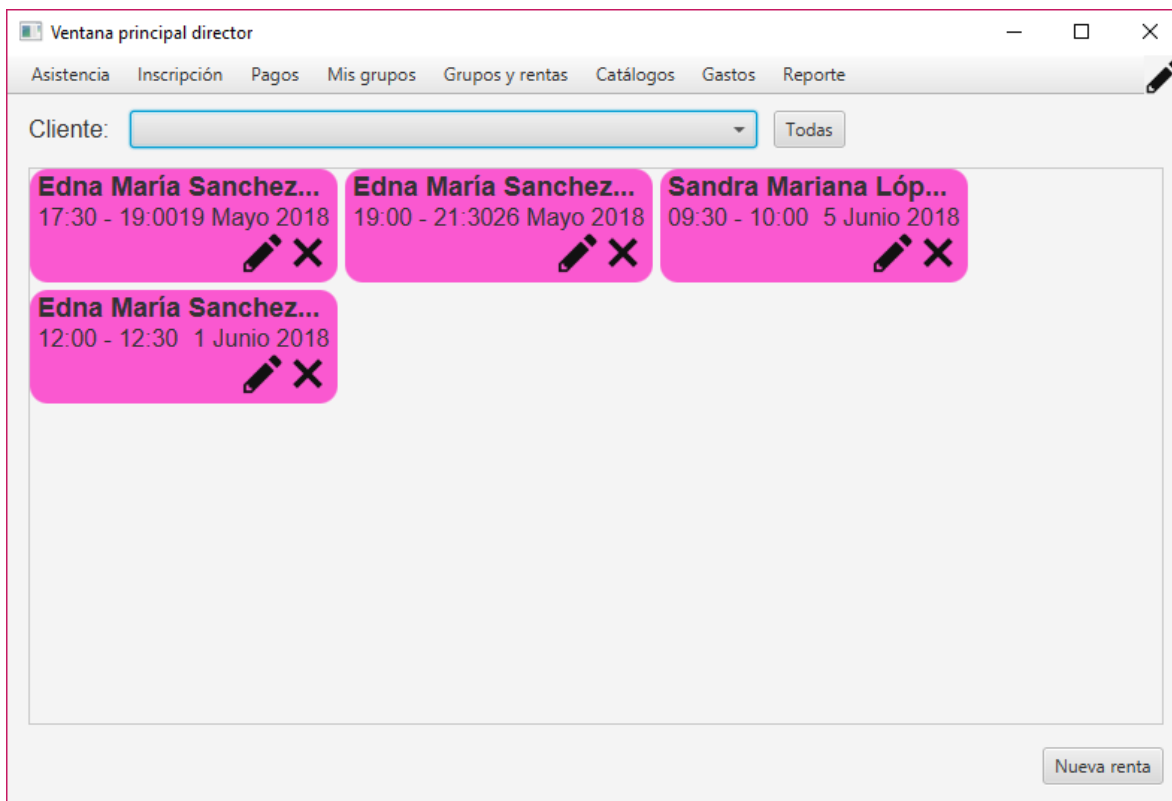 Ventana principal director
Asistencia Inscripción Pagos Mis grupos Grupos y rentas Catálogos Gastos Reporte
Cliente: Todas
Edna María Sanchez... Edna María Sanchez... Sandra Mariana Lóp...
17:30 - 19:0019 Mayo 2018 19:00 - 21:3026 Mayo 2018 09:30 - 10:00 5 Junio 2018
Edna María Sanchez...
12:00 - 12:30 1 Junio 2018
Nueva renta